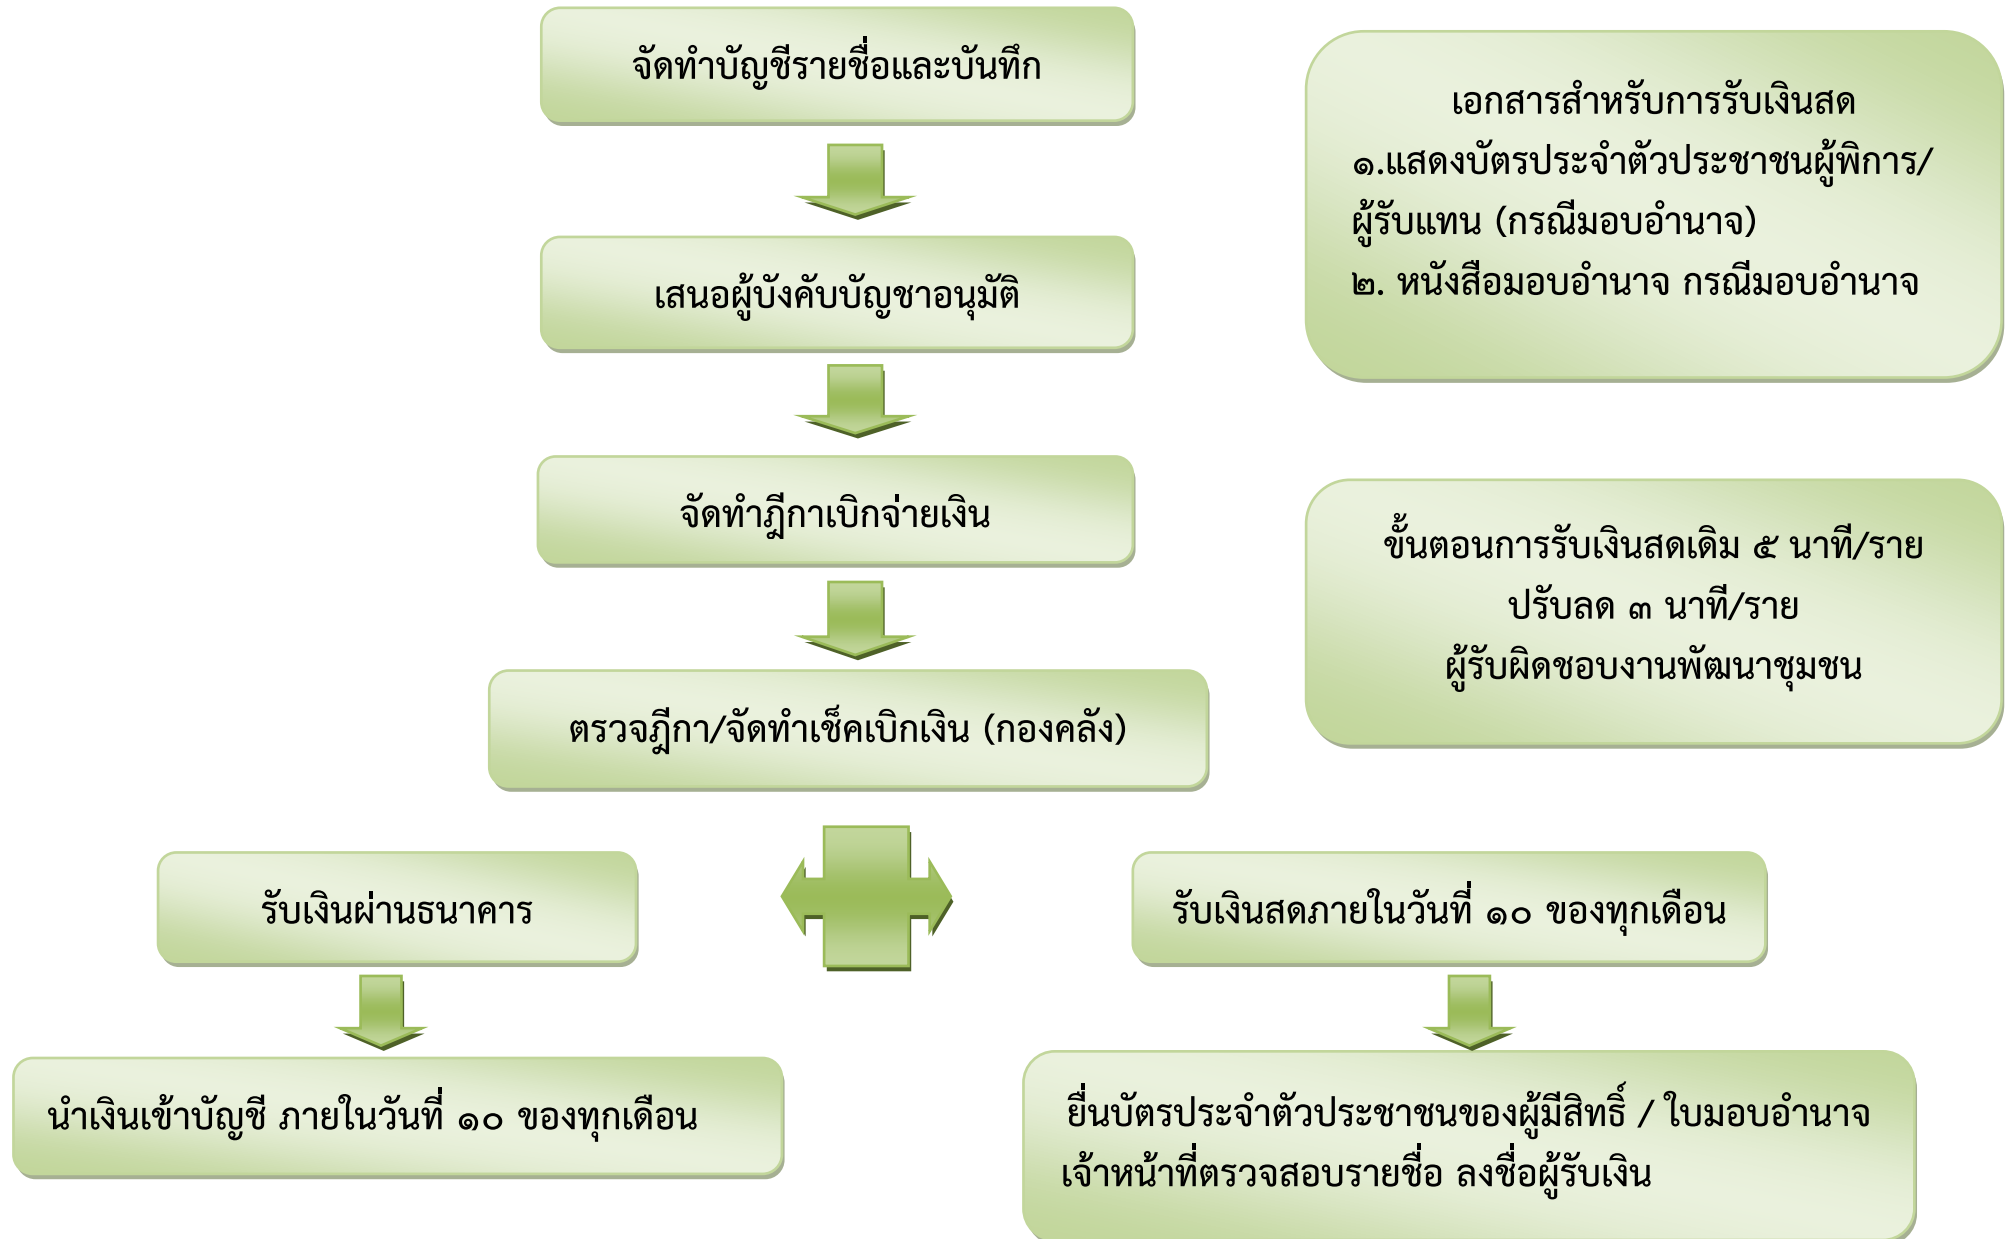 จัดทำบัญชีรายชื่อและบันทึก
เสนอผู้บังคับบัญชาอนุมัติ
จัดทำฎีกาเบิกจ่ายเงิน
ตรวจฎีกา/จัดทำเช็คเบิกเงิน (กองคลัง)
รับเงินผ่านธนาคาร
นำเงินเข้าบัญชี ภายในวันที่ ๑๐ ของทุกเดือน
รับเงินสดภายในวันที่ ๑๐ ของทุกเดือน
ยื่นบัตรประจำตัวประชาชนของผู้มีสิทธิ์ / ใบมอบอำนาจ
เจ้าหน้าที่ตรวจสอบรายชื่อ ลงชื่อผู้รับเงิน
เอกสารสำหรับการรับเงินสด
๑.แสดงบัตรประจำตัวประชาชนผู้พิการ/
ผู้รับแทน (กรณีมอบอำนาจ)
๒. หนังสือมอบอำนาจ กรณีมอบอำนาจ
ขั้นตอนการรับเงินสดเดิม ๕ นาที/ราย
ปรับลด ๓ นาที/ราย
ผู้รับผิดชอบงานพัฒนาชุมชน